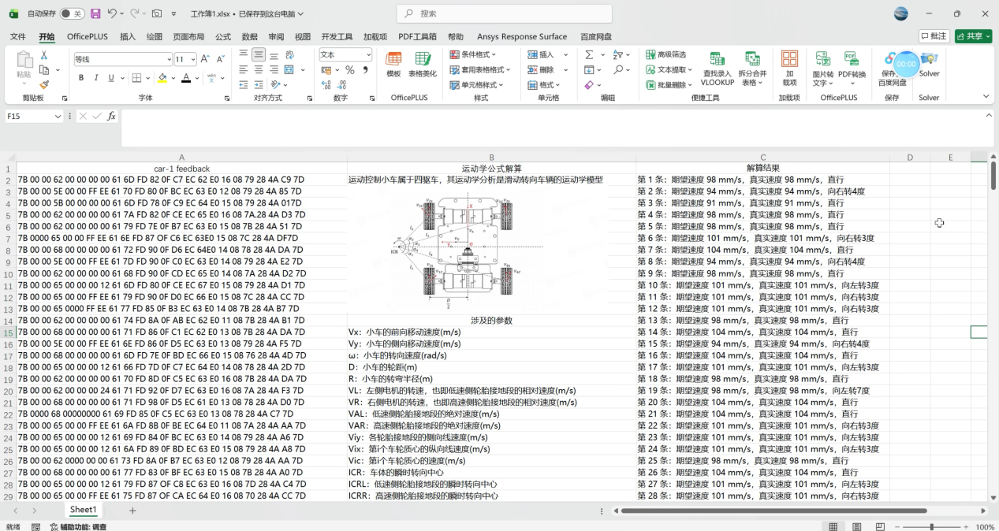 自动保存 关 工作簿1.xlsx • 已保存到这台电脑 搜索
文件 开始 OfficePLUS 插入 绘图 页面布局 公式 数据 审阅 视图 开发工具 加载项 PDF工具箱 帮助 Ansys Response Surface 百度网盘 批注 共享
等线 11 文本 条件格式 插入 高级筛选
粘贴 B I U 模板 表格美化 套用表格格式 删除 文本提取 查找录入 VLOOKUP 拆分合并 表格 加载项 图片转文字 PDF转换 保存 百度网盘 00:00 Solver
单元格样式 格式 批量删除
剪贴板 字体 对齐方式 数字 OfficePLUS 样式 单元格 编辑 便捷工具 加载项 OfficePLUS 保存 Solver
F15 fx
A B C D E
1 car-1 feedback 运动学公式解算 解算结果
2 7B 00 00 62 00 00 00 00 61 6D FD 82 0F C7 EC 62 E0 16 08 79 28 4A C9 7D 运动控制小车属于四驱车，其运动学分析是滑动转向车辆的运动学模型 第 1 条：期望速度 98 mm/s，真实速度 98 mm/s，直行
3 7B 00 00 5E 00 00 FF EE 61 70 FD 80 0F BC EC 63 E0 12 08 79 28 4A 85 7D 第 2 条：期望速度 94 mm/s，真实速度 94 mm/s，向右转4度
4 7B 00 00 5B 00 00 00 00 61 6D FD 78 0F C9 EC 64 E0 15 08 79 28 4A 017D 第 3 条：期望速度 91 mm/s，真实速度 91 mm/s，直行
5 7B 00 00 62 00 00 00 00 61 7A FD 82 0F CE EC 65 E0 16 08 7A.28 4A D3 7D 第 4 条：期望速度 98 mm/s，真实速度 98 mm/s，直行
6 7B 00 00 62 00 00 00 00 61 79 FD 7E 0F B7 EC 63 E0 15 08 7B 28 4A 51 7D 第 5 条：期望速度 98 mm/s，真实速度 98 mm/s，直行
7 7B 0000 65 00 00 FF EE 61 6E FD 87 OF C6 EC 63E0 15 08 7C 28 4A DF7D 第 6 条：期望速度 101 mm/s，真实速度 101 mm/s，向右转3度
8 7B 00 00 68 00 00 00 00 61 72 FD 90 0F D6 EC 64E0 14 08 78 28 4A DA 7D 第 7 条：期望速度 104 mm/s，真实速度 104 mm/s，直行
9 7B 00 00 5E 00 00 FF EE 61 7D FD 90 0F C0 EC 63 E0 14 08 79 28 4A E2 7D 第 8 条：期望速度 94 mm/s，真实速度 94 mm/s，向右转4度
10 7B 00 00 62 00 00 00 00 61 68 FD 90 0F CD EC 65 E0 14 08 7A 28 4A D2 7D 第 9 条：期望速度 98 mm/s，真实速度 98 mm/s，直行
11 7B 00 00 65 00 00 00 12 61 6D FD 80 0F CE EC 67 E0 15 08 79 28 4A D1 7D 第 10 条：期望速度 101 mm/s，真实速度 101 mm/s，向左转3度
12 7B 00 00 65 00 00 FF EE 61 79 FD 90 0F D0 EC 66 E0 15 08 7C 28 4A CC 7D 第 11 条：期望速度 101 mm/s，真实速度 101 mm/s，向右转3度
13 7B 00 00 65 0000 FF EE 61 77 FD 85 0F B3 EC 63 E0 14 08 7B 28 4A B7 7D 第 12 条：期望速度 101 mm/s，真实速度 101 mm/s，向右转3度
14 7B 00 00 62 00 00 00 00 61 74 FD 8A 0F AB EC 62 E0 11 08 7B 28 4A B1 7D 涉及的参数 第 13 条：期望速度 98 mm/s，真实速度 98 mm/s，直行
15 7B 00 00 68 00 00 00 00 61 71 FD 86 0F C1 EC 62 E0 13 08 7B 28 4A DA 7D Vx：小车的前向移动速度(m/s) 第 14 条：期望速度 104 mm/s，真实速度 104 mm/s，直行
16 7B 00 00 5E 00 00 FF EE 61 6E FD 86 0F D5 EC 63 E0 13 08 79 28 4A F5 7D Vy：小车的侧向移动速度(m/s) 第 15 条：期望速度 94 mm/s，真实速度 94 mm/s，向右转4度
17 7B 00 00 68 00 00 00 00 61 6D FD 7E 0F BD EC 66 E0 15 08 76 28 4A 4D 7D ω：小车的转向速度(rad/s) 第 16 条：期望速度 104 mm/s，真实速度 104 mm/s，直行
18 7B 00 00 65 00 00 00 12 61 66 FD 7D 0F C7 EC 64 E0 14 08 78 28 4A 2D 7D D：小车的轮距(m) 第 17 条：期望速度 101 mm/s，真实速度 101 mm/s，向左转3度
19 7B 00 00 62 00 00 00 00 61 70 FD 8D 0F C5 EC 63 E0 16 08 7B 28 4A DA 7D R：小车的转弯半径(m) 第 18 条：期望速度 98 mm/s，真实速度 98 mm/s，直行
20 7B 00 00 62 00 00 00 24 61 71 FD 92 0F D7 EC 63 E0 16 08 7A 28 4A F3 7D VL：左侧电机的转速，也即低速侧轮胎接地段的相对速度(m/s) 第 19 条：期望速度 98 mm/s，真实速度 98 mm/s，向左转7度
21 7B 00 00 68 00 00 00 00 61 71 FD 98 0F D5 EC 61 E0 13 08 78 28 4A D0 7D VR：右侧电机的转速，也即高速侧轮胎接地段的相对速度(m/s) 第 20 条：期望速度 104 mm/s，真实速度 104 mm/s，直行
22 7B 0000 68 00000000 61 69 FD 85 0F C5 EC 63 E0 13 08 78 28 4A C7 7D VAL：低速侧轮胎接地段的绝对速度(m/s) 第 21 条：期望速度 104 mm/s，真实速度 104 mm/s，直行
23 7B 00 00 65 00 00 FF EE 61 6A FD 8B 0F BE EC 64 E0 11 08 7A 28 4A AA 7D VAR：高速侧轮胎接地段的绝对速度(m/s) 第 22 条：期望速度 101 mm/s，真实速度 101 mm/s，向右转3度
24 7B 00 00 65 00 00 00 12 61 69 FD 84 0F BC EC 63 E0 14 08 79 28 4A A6 7D Viy：各轮胎接地段的侧向线速度(m/s) 第 23 条：期望速度 101 mm/s，真实速度 101 mm/s，向左转3度
25 7B 00 00 65 00 00 00 12 61 6A FD 89 0F BD EC 63 E0 15 08 79 28 4A A8 7D Vix：第i个车轮质心的纵向线速度(m/s) 第 24 条：期望速度 101 mm/s，真实速度 101 mm/s，向左转3度
26 7B 00 00 62 0000 00 00 61 73 FD 8A 0F B7 EC 63 E0 12 08 79 28 4A AA 7D Vic：第i个车轮质心的速度(m/s) 第 25 条：期望速度 98 mm/s，真实速度 98 mm/s，直行
27 7B 00 00 68 00 00 00 00 61 77 FD 83 0F BF EC 63 E0 15 08 7B 28 4A A0 7D ICR：车体的瞬时转向中心 第 26 条：期望速度 104 mm/s，真实速度 104 mm/s，直行
28 7B 00 00 65 00 00 00 12 61 79 FD 87 OF C8 EC 63 E0 16 08 7D 28 4A C4 7D ICRL：低速侧轮胎接地段的瞬时转向中心 第 27 条：期望速度 101 mm/s，真实速度 101 mm/s，向左转3度
29 7B 00 00 65 00 00 FF EE 61 75 FD 87 OF CA EC 64 E0 16 08 70 28 4A CC 7D ICRR：高速侧轮胎接地段的瞬时转向中心 第 28 条：期望速度 101 mm/s，真实速度 101 mm/s，向右转3度
Sheet1
就绪 辅助功能: 调查 100%